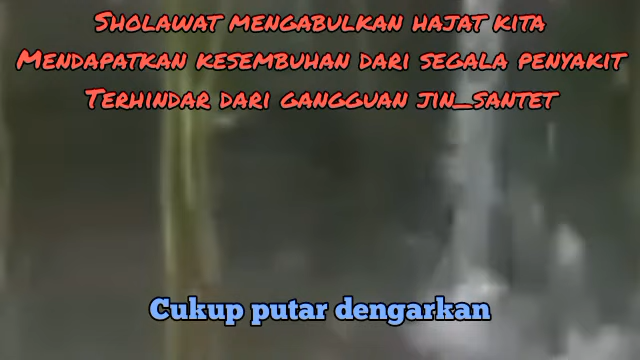 Sholawat mengabulkan hajat kita
Mendapatkan kesembuhan dari segala penyakit
Terhindar dari gangguan jin_santet
Cukup putar dengarkan